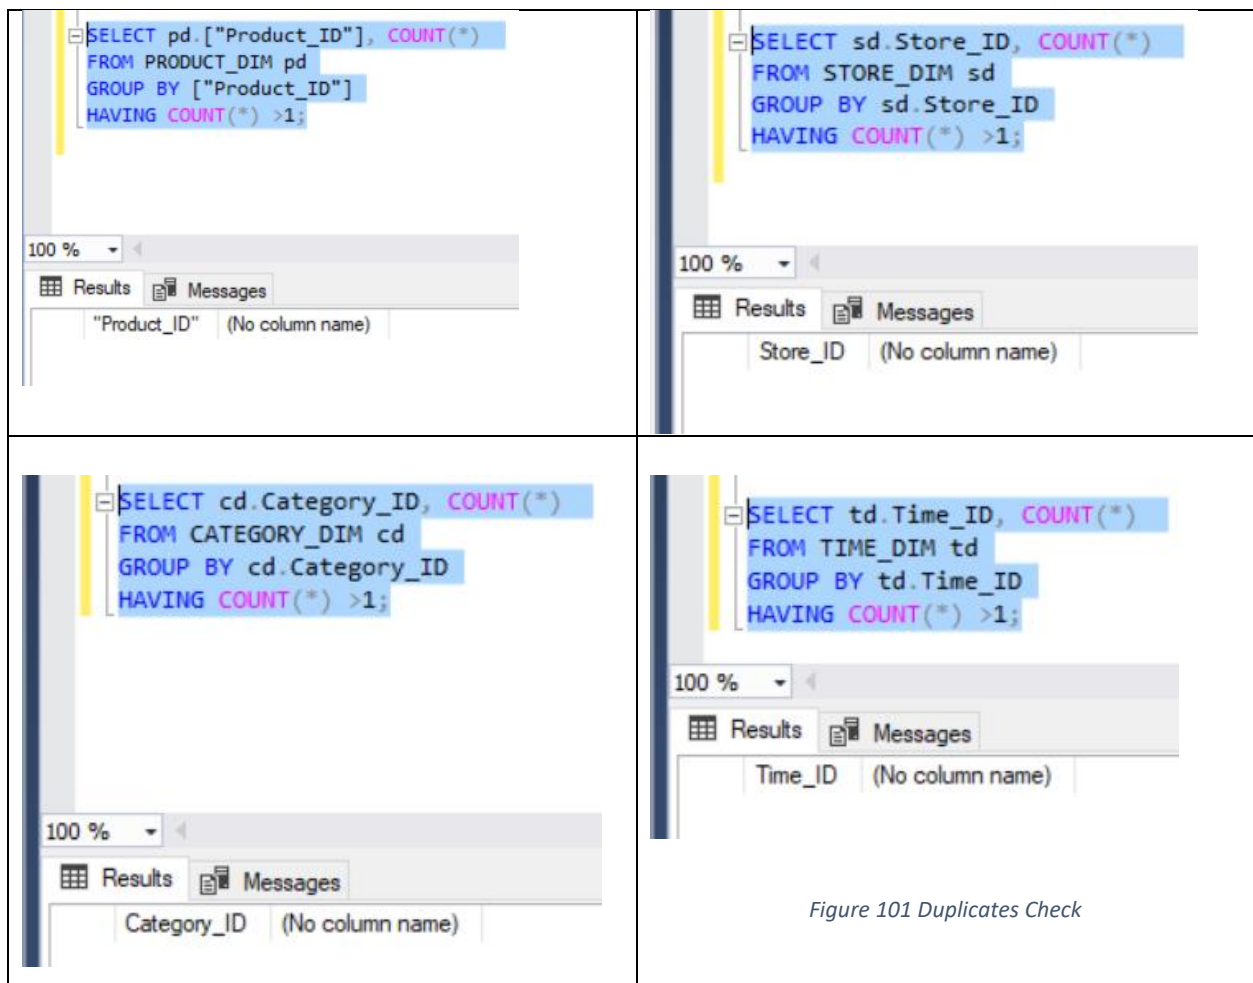 SELECT pd.["Product_ID"], COUNT(*)
FROM PRODUCT_DIM pd
GROUP BY ["Product_ID"]
HAVING COUNT(*) >1;
100 %
Results Messages
"Product_ID" (No column name)
SELECT sd.Store_ID, COUNT(*)
FROM STORE_DIM sd
GROUP BY sd.Store_ID
HAVING COUNT(*) >1;
100 %
Results Messages
Store_ID (No column name)
SELECT cd.Category_ID, COUNT(*)
FROM CATEGORY_DIM cd
GROUP BY cd.Category_ID
HAVING COUNT(*) >1;
100 %
Results Messages
Category_ID (No column name)
SELECT td.Time_ID, COUNT(*)
FROM TIME_DIM td
GROUP BY td.Time_ID
HAVING COUNT(*) >1;
100 %
Results Messages
Time_ID (No column name)
Figure 101 Duplicates Check